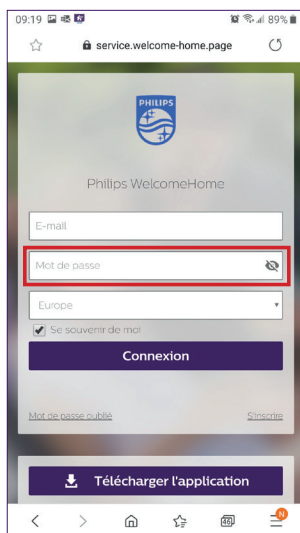 09:19 89%
service.welcome-home.page
PHILIPS
Philips WelcomeHome
E-mail
Mot de passe
Europe
Se souvenir de moi
Connexion
Mot de passe oublié S'inscrire
Télécharger l'application
46 N